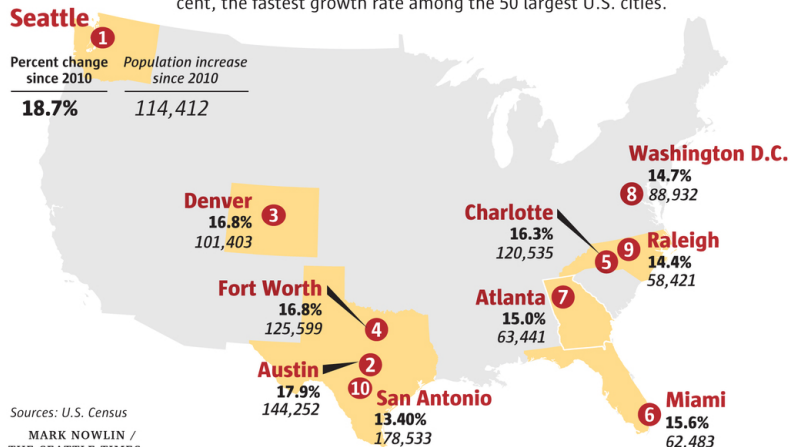 cent, the fastest growth rate among the 50 largest U.S. cities.
Seattle
1
Percent change
since 2010
Population increase
since 2010
18.7%
114,412
Washington D.C.
14.7%
8
88,932
Denver
16.8%
3
101,403
Charlotte
16.3%
120,535
5
9
Raleigh
14.4%
58,421
Fort Worth
16.8%
125,599
4
Atlanta
7
15.0%
63,441
Austin
2
17.9%
144,252
10
San Antonio
13.40%
178,533
Miami
6
15.6%
62,483
Sources: U.S. Census
MARK NOWLIN /
THE SEATTLE TIMES